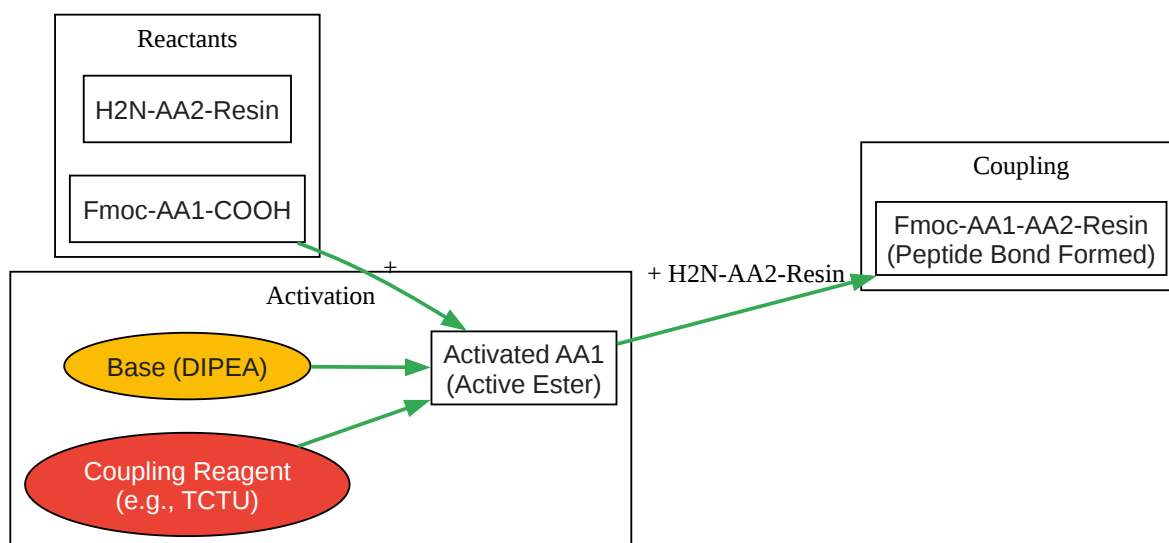 Reactants
H2N-AA2-Resin
Fmoc-AA1-COOH
+
Activation
Base (DIPEA)
Coupling Reagent
(e.g., TCTU)
Activated AA1
(Active Ester)
+ H2N-AA2-Resin
Coupling
Fmoc-AA1-AA2-Resin
(Peptide Bond Formed)